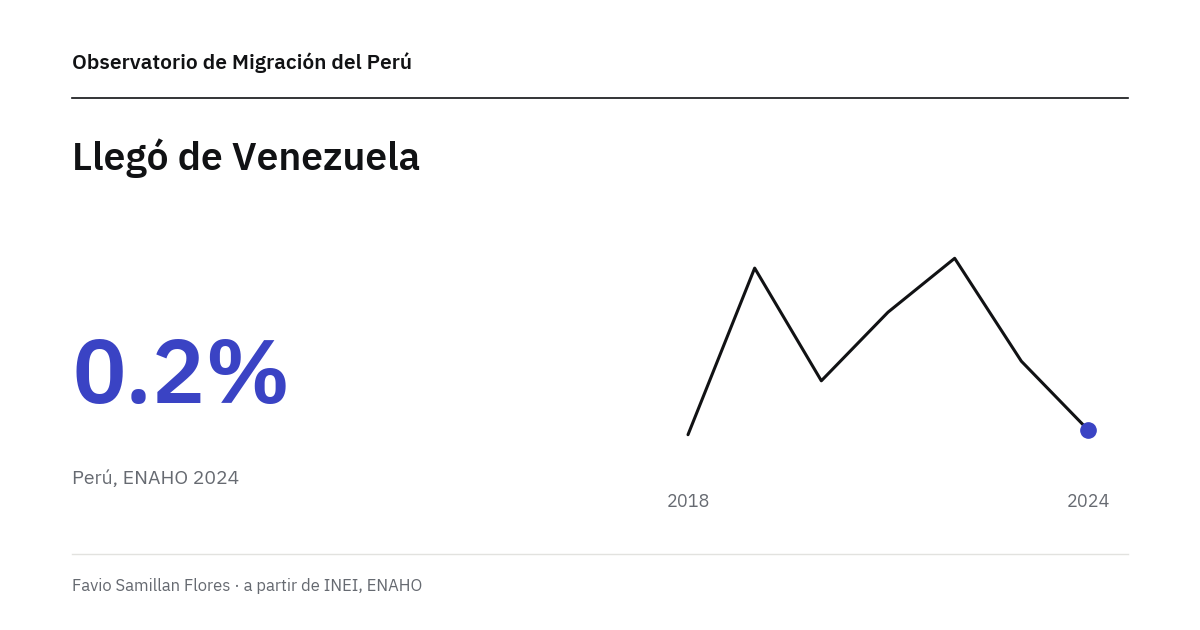 Observatorio de Migración del Perú
Llegó de Venezuela
0.2%
Perú, ENAHO 2024
2018
2024
Favio Samillan Flores · a partir de INEI, ENAHO